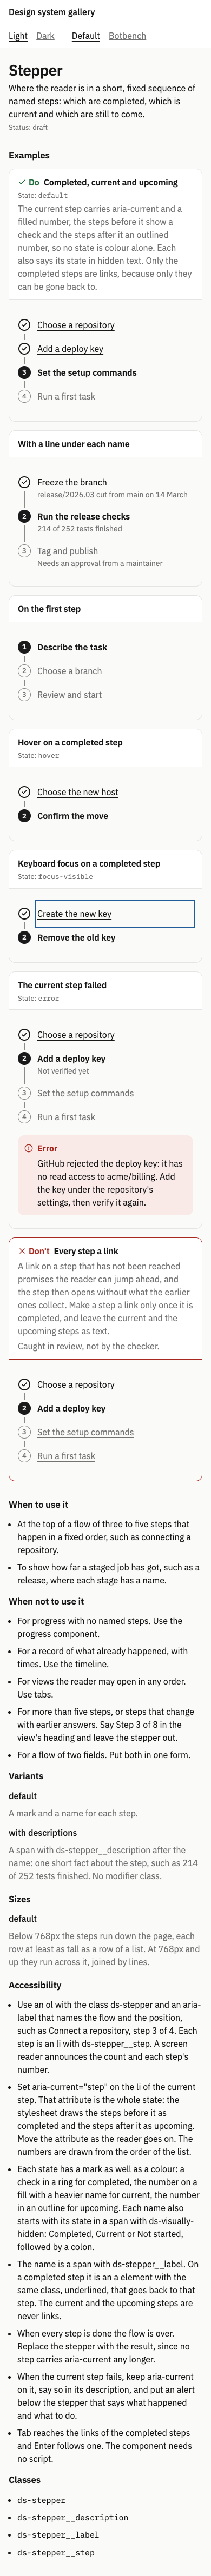 Design system gallery
Light Dark Default Botbench
Stepper
Where the reader is in a short, fixed sequence of
named steps: which are completed, which is
current and which are still to come.
Status: draft
Examples
Do Completed, current and upcoming
State: default
The current step carries aria-current and a
filled number, the steps before it show a
check and the steps after it an outlined
number, so no state is colour alone. Each
also says its state in hidden text. Only the
completed steps are links, because only they
can be gone back to.
Choose a repository
Add a deploy key
3 Set the setup commands
4 Run a first task
With a line under each name
Freeze the branch
release/2026.03 cut from main on 14 March
2 Run the release checks
214 of 252 tests finished
3 Tag and publish
Needs an approval from a maintainer
On the first step
1 Describe the task
2 Choose a branch
3 Review and start
Hover on a completed step
State: hover
Choose the new host
2 Confirm the move
Keyboard focus on a completed step
State: focus-visible
Create the new key
2 Remove the old key
The current step failed
State: error
Choose a repository
2 Add a deploy key
Not verified yet
3 Set the setup commands
4 Run a first task
Error
GitHub rejected the deploy key: it has
no read access to acme/billing. Add
the key under the repository's
settings, then verify it again.
Don't Every step a link
A link on a step that has not been reached
promises the reader can jump ahead, and
the step then opens without what the earlier
ones collect. Make a step a link only once it is
completed, and leave the current and the
upcoming steps as text.
Caught in review, not by the checker.
Choose a repository
2 Add a deploy key
3 Set the setup commands
4 Run a first task
When to use it
• At the top of a flow of three to five steps that
happen in a fixed order, such as connecting a
repository.
• To show how far a staged job has got, such as a
release, where each stage has a name.
When not to use it
• For progress with no named steps. Use the
progress component.
• For a record of what already happened, with
times. Use the timeline.
• For views the reader may open in any order.
Use tabs.
• For more than five steps, or steps that change
with earlier answers. Say Step 3 of 8 in the
view's heading and leave the stepper out.
• For a flow of two fields. Put both in one form.
Variants
default
A mark and a name for each step.
with descriptions
A span with ds-stepper__description after the
name: one short fact about the step, such as 214
of 252 tests finished. No modifier class.
Sizes
default
Below 768px the steps run down the page, each
row at least as tall as a row of a list. At 768px and
up they run across it, joined by lines.
Accessibility
• Use an ol with the class ds-stepper and an aria-
label that names the flow and the position,
such as Connect a repository, step 3 of 4. Each
step is an li with ds-stepper__step. A screen
reader announces the count and each step's
number.
• Set aria-current="step" on the li of the current
step. That attribute is the whole state: the
stylesheet draws the steps before it as
completed and the steps after it as upcoming.
Move the attribute as the reader goes on. The
numbers are drawn from the order of the list.
• Each state has a mark as well as a colour: a
check in a ring for completed, the number on a
fill with a heavier name for current, the number
in an outline for upcoming. Each name also
starts with its state in a span with ds-visually-
hidden: Completed, Current or Not started,
followed by a colon.
• The name is a span with ds-stepper__label. On
a completed step it is an a element with the
same class, underlined, that goes back to that
step. The current and the upcoming steps are
never links.
• When every step is done the flow is over.
Replace the stepper with the result, since no
step carries aria-current any longer.
• When the current step fails, keep aria-current
on it, say so in its description, and put an alert
below the stepper that says what happened
and what to do.
• Tab reaches the links of the completed steps
and Enter follows one. The component needs
no script.
Classes
• ds-stepper
• ds-stepper__description
• ds-stepper__label
• ds-stepper__step